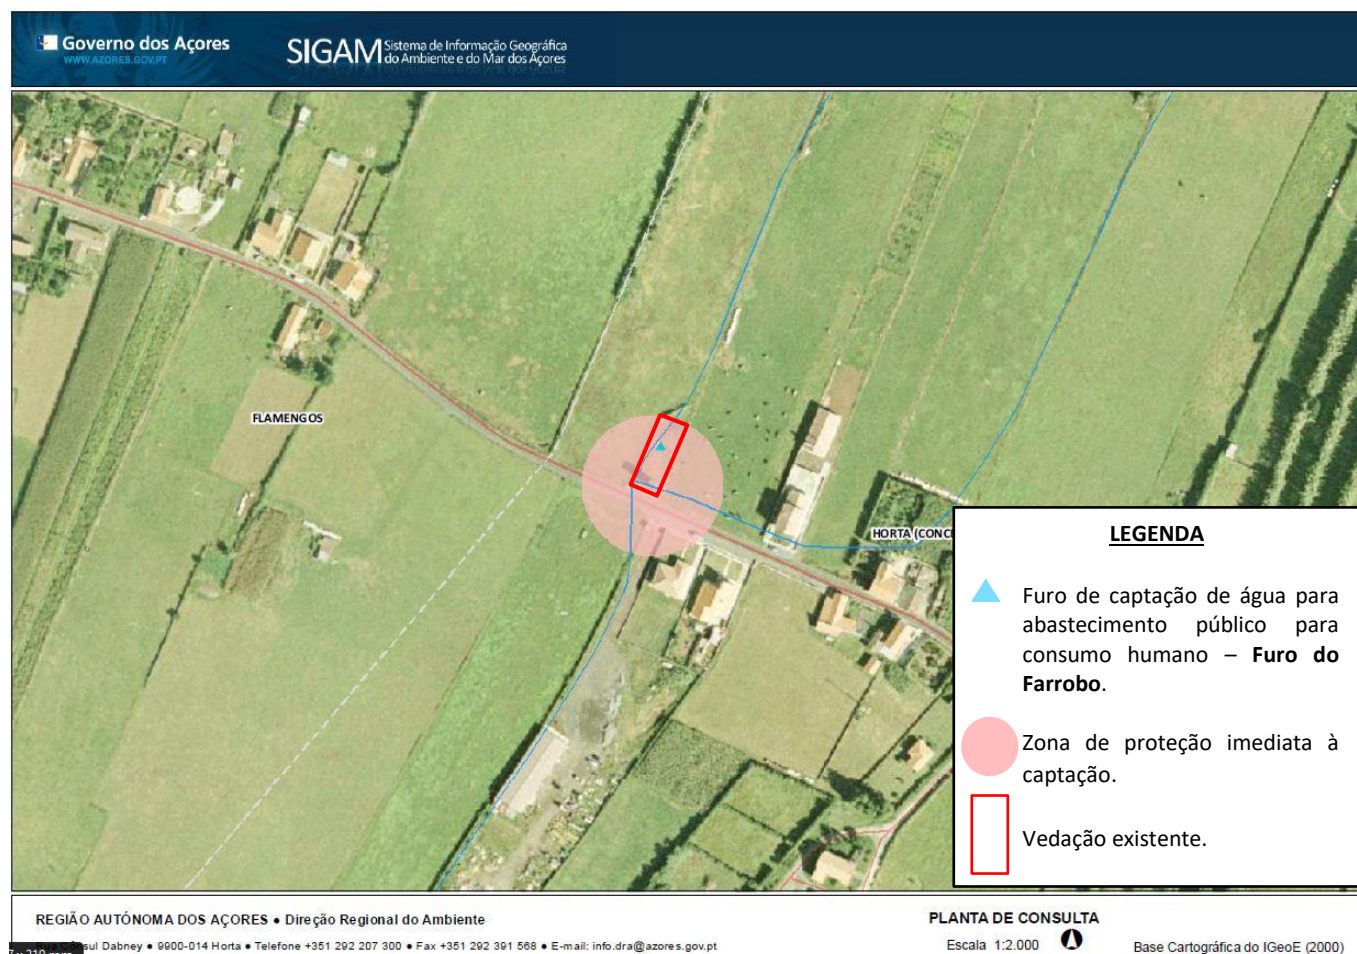 Governo dos Açores
WWW.AZORES.GOV.PT
SIGAM
Sistema de Informação Geográfica
do Ambiente e do Mar dos Açores
FLAMENGOS
HORTA (CONCE
LEGENDA
Furo de captação de água para
abastecimento público para
consumo humano – Furo do
Farrobo.
Zona de proteção imediata à
captação.
Vedação existente.
REGIÃO AUTÓNOMA DOS AÇORES • Direção Regional do Ambiente
Cônsul Dabney • 9900-014 Horta • Telefone +351 292 207 300 • Fax +351 292 391 568 • E-mail: info.dra@azores.gov.pt
PLANTA DE CONSULTA
Escala 1:2.000
Base Cartográfica do IGeoE (2000)